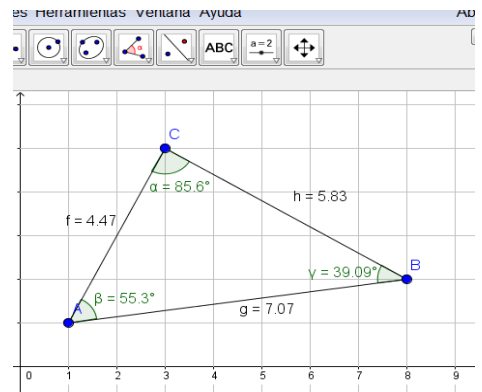 es Herramientas Ventana Ayuda Ab
ABC a=2
C
α = 85.6°
h = 5.83
f = 4.47
B
γ = 39.09°
A β = 55.3°
g = 7.07
0 1 2 3 4 5 6 7 8 9